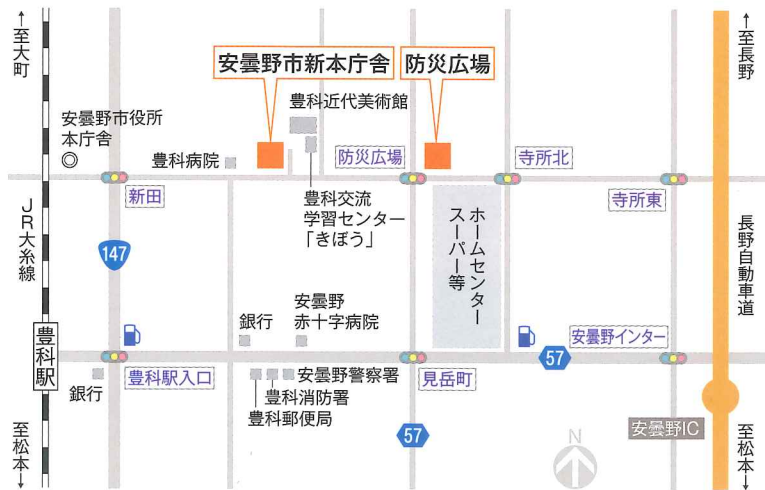 至大町
至長野
安曇野市新本庁舎
防災広場
豊科近代美術館
安曇野市役所
本庁舎
豊科病院
防災広場
寺所北
新田
豊科交流
学習センター
「きぼう」
寺所東
JR大糸線
147
ホームセンター
スーパー等
長野自動車道
銀行
安曇野
赤十字病院
安曇野インター
57
豊科駅
豊科駅入口
見岳町
銀行
安曇野警察署
豊科消防署
豊科郵便局
57
安曇野IC
N
至松本
至松本